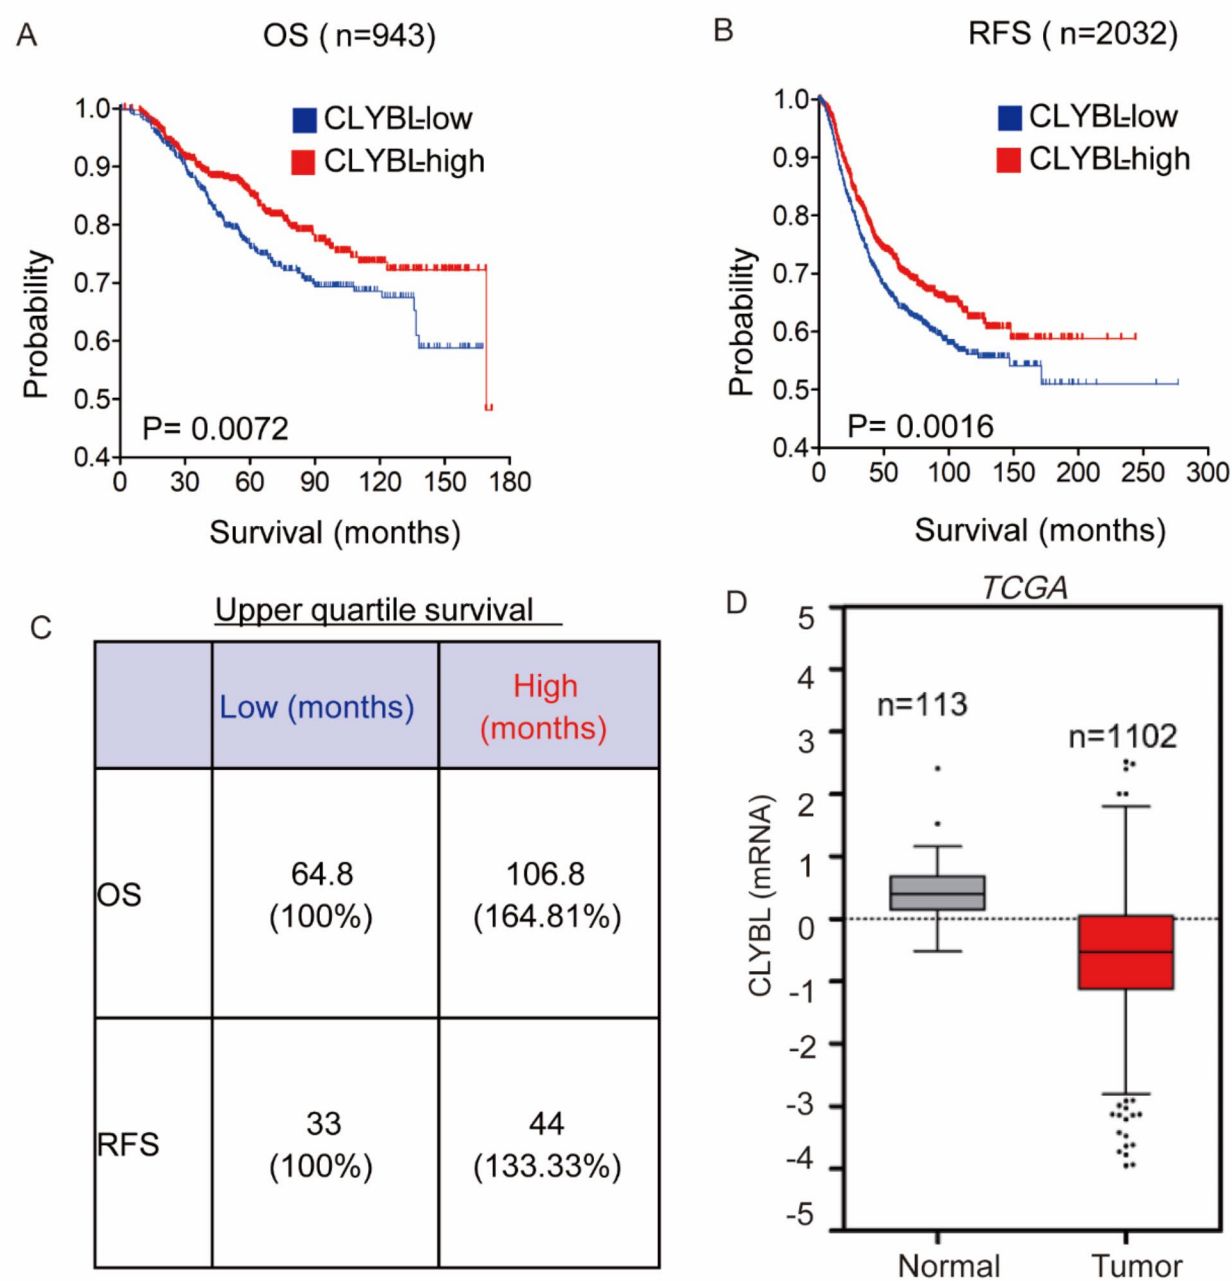 A
OS ( n=943)
CLYBL-low
CLYBL-high
1.0
0.9
0.8
0.7
0.6
0.5
0.4
Probability
P= 0.0072
0 30 60 90 120 150 180
Survival (months)
B
RFS ( n=2032)
CLYBL-low
CLYBL-high
1.0
0.9
0.8
0.7
0.6
0.5
0.4
Probability
P= 0.0016
0 50 100 150 200 250 300
Survival (months)
C
Upper quartile survival
Low (months)
High
(months)
OS
64.8
(100%)
106.8
(164.81%)
RFS
33
(100%)
44
(133.33%)
D
TCGA
5
4
3
2
1
0
-1
-2
-3
-4
-5
CLYBL (mRNA)
n=113
n=1102
Normal
Tumor